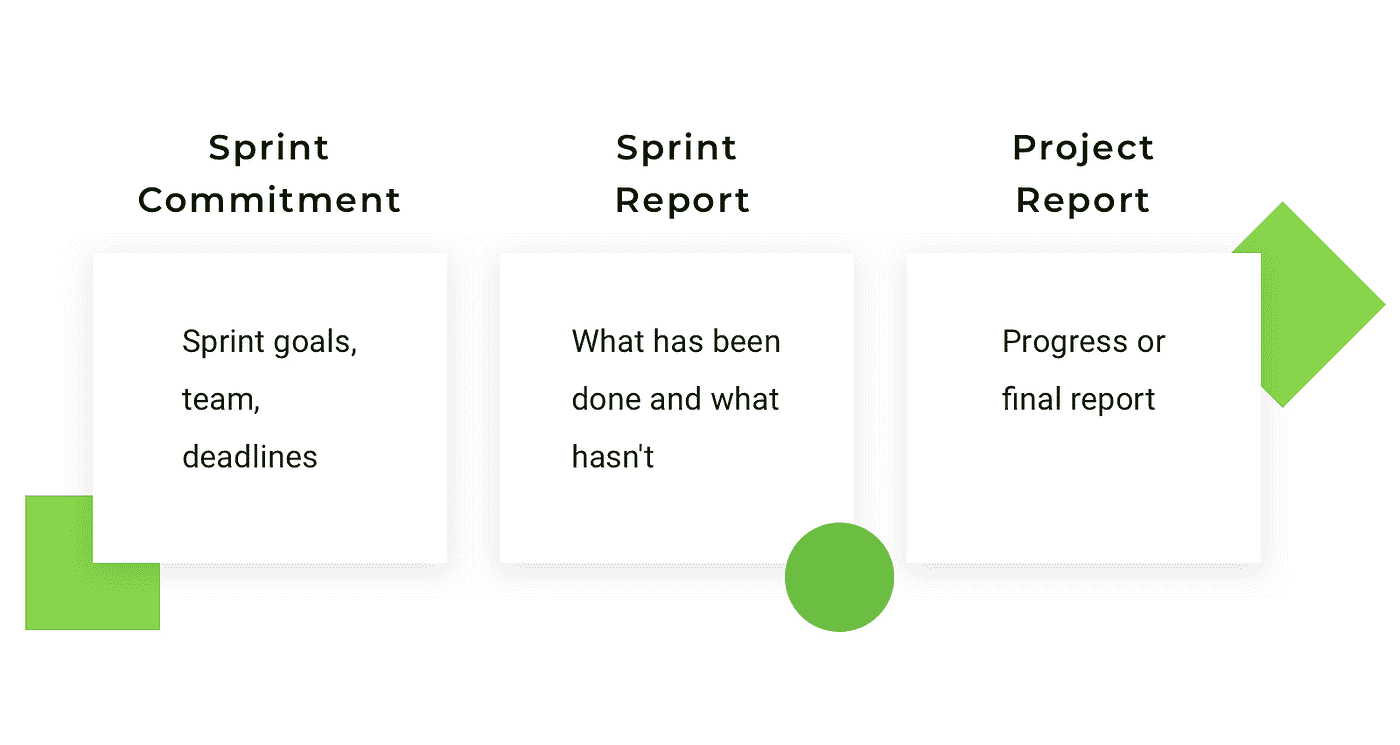 Sprint
Commitment
Sprint goals,
team,
deadlines
Sprint
Report
What has been
done and what
hasn't
Project
Report
Progress or
final report